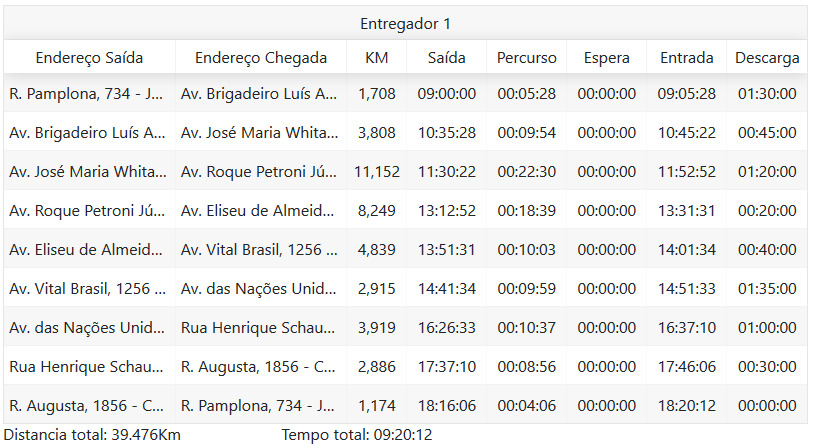 Entregador 1
Endereço Saída Endereço Chegada KM Saída Percurso Espera Entrada Descarga
R. Pamplona, 734 - J... Av. Brigadeiro Luís A... 1,708 09:00:00 00:05:28 00:00:00 09:05:28 01:30:00
Av. Brigadeiro Luís A... Av. José Maria Whita... 3,808 10:35:28 00:09:54 00:00:00 10:45:22 00:45:00
Av. José Maria Whita... Av. Roque Petroni Jú... 11,152 11:30:22 00:22:30 00:00:00 11:52:52 01:20:00
Av. Roque Petroni Jú... Av. Eliseu de Almeid... 8,249 13:12:52 00:18:39 00:00:00 13:31:31 00:20:00
Av. Eliseu de Almeid... Av. Vital Brasil, 1256 ... 4,839 13:51:31 00:10:03 00:00:00 14:01:34 00:40:00
Av. Vital Brasil, 1256 ... Av. das Nações Unid... 2,915 14:41:34 00:09:59 00:00:00 14:51:33 01:35:00
Av. das Nações Unid... Rua Henrique Schau... 3,919 16:26:33 00:10:37 00:00:00 16:37:10 01:00:00
Rua Henrique Schau... R. Augusta, 1856 - C... 2,886 17:37:10 00:08:56 00:00:00 17:46:06 00:30:00
R. Augusta, 1856 - C... R. Pamplona, 734 - J... 1,174 18:16:06 00:04:06 00:00:00 18:20:12 00:00:00
Distancia total: 39.476Km Tempo total: 09:20:12